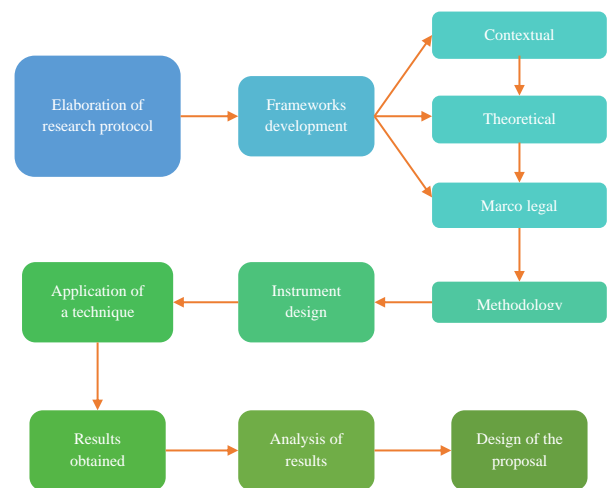 Elaboration of
research protocol
Frameworks
development
Contextual
Theoretical
Marco legal
Methodology
Instrument
design
Application of
a technique
Results
obtained
Analysis of
results
Design of the
proposal